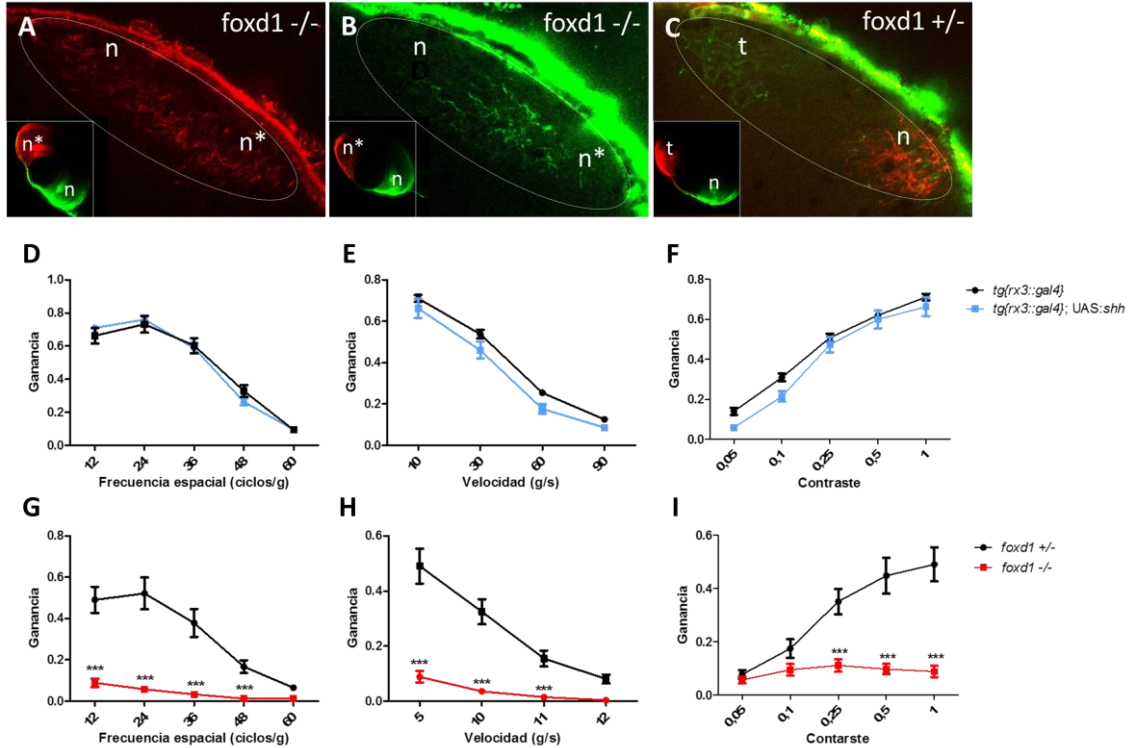 A foxd1 -/-
n
n*
n*
n
B foxd1 -/-
n
D
n*
n*
n
C foxd1 +/-
t
n
t
n
D
Ganancia
1.0
0.8
0.6
0.4
0.2
0.0
12 24 36 48 60
Frecuencia espacial (ciclos/g)
E
Ganancia
0.8
0.6
0.4
0.2
0.0
10 30 60 90
Velocidad (g/s)
F
Ganancia
0.8
0.6
0.4
0.2
0.0
0,05 0,1 0,25 0,5 1
Contraste
tg{rx3::gal4}
tg{rx3::gal4}; UAS:shh
G
Ganancia
0.8
0.6
0.4
0.2
0.0
*** *** *** ***
12 24 36 48 60
Frecuencia espacial (ciclos/g)
H
Ganancia
0.6
0.4
0.2
0.0
*** *** ***
5 10 11 12
Velocidad (g/s)
I
Ganancia
0.6
0.4
0.2
0.0
*** *** ***
0,05 0,1 0,25 0,5 1
Contarste
foxd1 +/-
foxd1 -/-